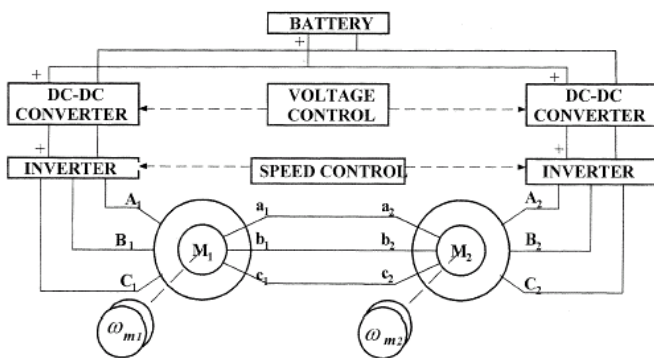 BATTERY
+
+
+
DC-DC
CONVERTER
VOLTAGE
CONTROL
DC-DC
CONVERTER
+
+
INVERTER
SPEED CONTROL
INVERTER
A1
a1
a2
A2
B1
M1
b1
b2
M2
B2
C1
c1
c2
C2
ωm1
ωm2